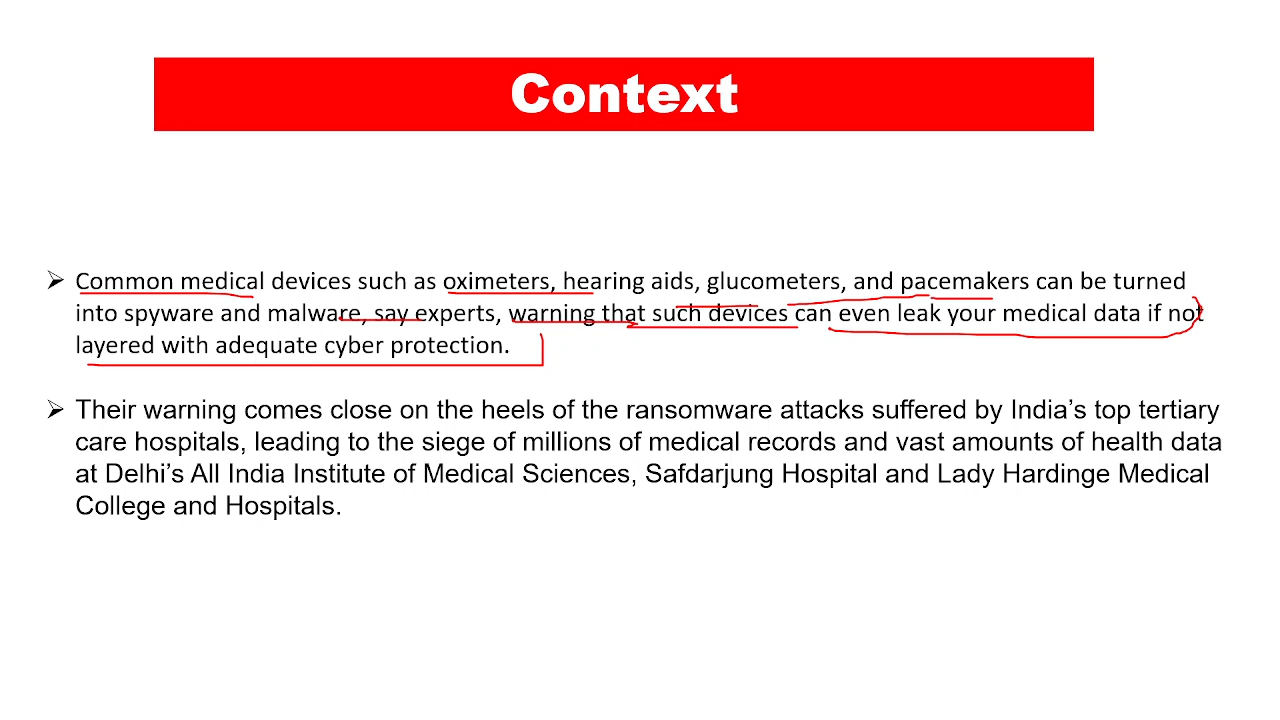 Context
➢ Common medical devices such as oximeters, hearing aids, glucometers, and pacemakers can be turned
into spyware and malware, say experts, warning that such devices can even leak your medical data if not
layered with adequate cyber protection.
➢ Their warning comes close on the heels of the ransomware attacks suffered by India’s top tertiary
care hospitals, leading to the siege of millions of medical records and vast amounts of health data
at Delhi’s All India Institute of Medical Sciences, Safdarjung Hospital and Lady Hardinge Medical
College and Hospitals.